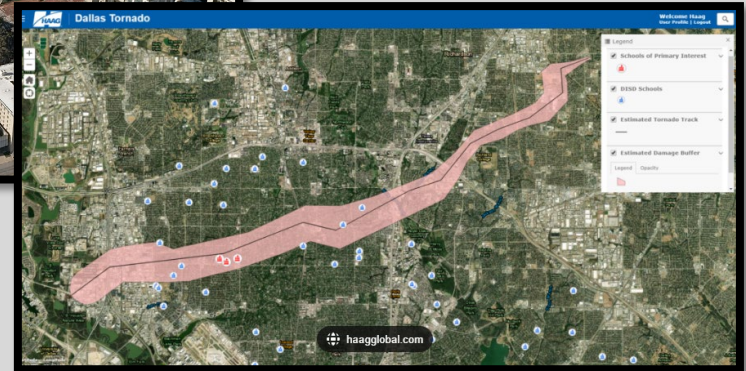 HAAG
Dallas Tornado
Welcome Haag
User Profile | Logout
Legend
Schools of Primary Interest
DISD Schools
Estimated Tornado Track
Estimated Damage Buffer
Legend Opacity
haagglobal.com